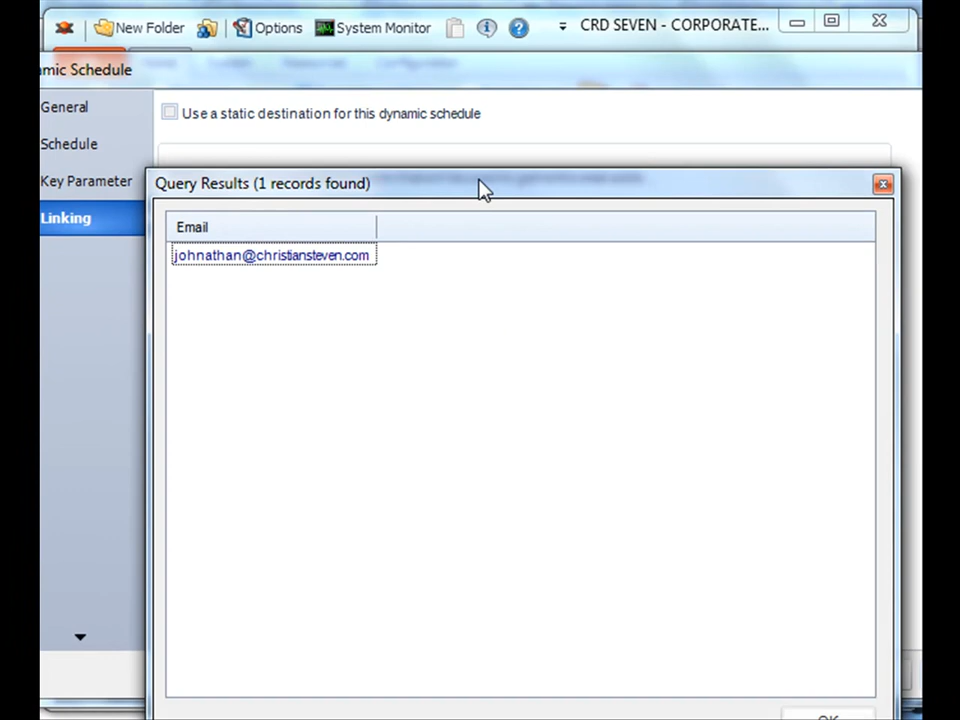 New Folder Options System Monitor CRD SEVEN - CORPORATE...
mic Schedule
General
Use a static destination for this dynamic schedule
Schedule
Key Parameter
Query Results (1 records found)
Linking
Email
johnathan@christiansteven.com
OK